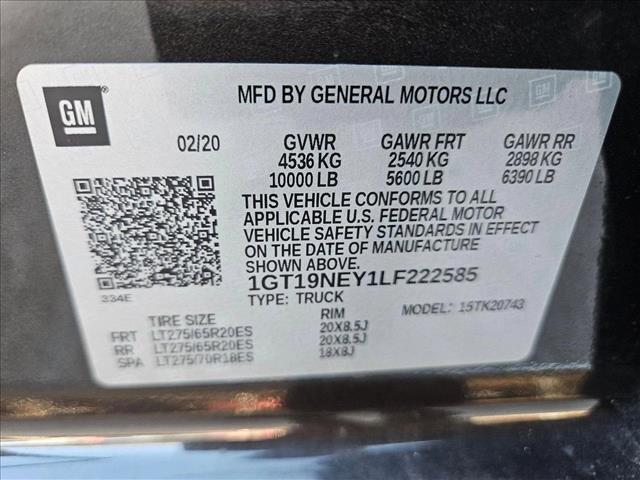 GM
MFD BY GENERAL MOTORS LLC
02/20 GVWR GAWR FRT GAWR RR
4536 KG 2540 KG 2898 KG
10000 LB 5600 LB 6390 LB
THIS VEHICLE CONFORMS TO ALL
APPLICABLE U.S. FEDERAL MOTOR
VEHICLE SAFETY STANDARDS IN EFFECT
ON THE DATE OF MANUFACTURE
SHOWN ABOVE.
1GT19NEY1LF222585
334E
TYPE: TRUCK MODEL: 15TK20743
TIRE SIZE RIM
FRT LT275/65R20ES 20X8.5J
RR LT275/65R20ES 20X8.5J
SPA LT275/70R18ES 18X8J